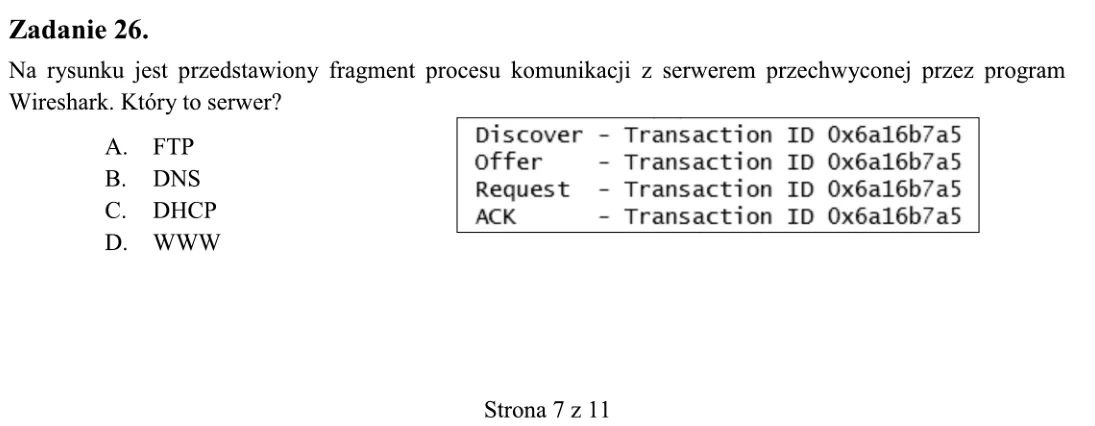 Zadanie 26.
Na rysunku jest przedstawiony fragment procesu komunikacji z serwerem przechwyconej przez program
Wireshark. Który to serwer?
A. FTP
B. DNS
C. DHCP
D. WWW
Discover - Transaction ID 0x6a16b7a5
Offer - Transaction ID 0x6a16b7a5
Request - Transaction ID 0x6a16b7a5
ACK - Transaction ID 0x6a16b7a5
Strona 7 z 11